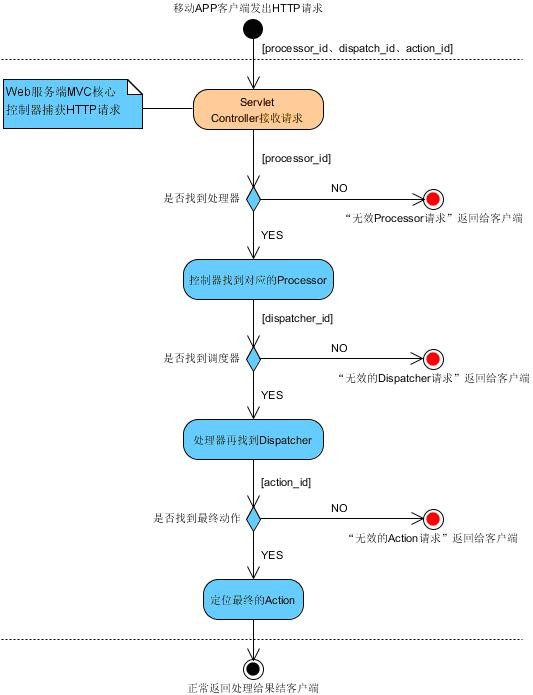 移动APP客户端发出HTTP请求
[processor_id、dispatch_id、action_id]
Web服务端MVC核心
控制器捕获HTTP请求
Servlet
Controller接收请求
[processor_id]
是否找到处理器
NO
“无效Processor请求”返回给客户端
YES
控制器找到对应的Processor
[dispatcher_id]
是否找到调度器
NO
“无效的Dispatcher请求”返回给客户端
YES
处理器再找到Dispatcher
[action_id]
是否找到最终动作
NO
“无效的Action请求”返回给客户端
YES
定位最终的Action
正常返回处理给果结客户端